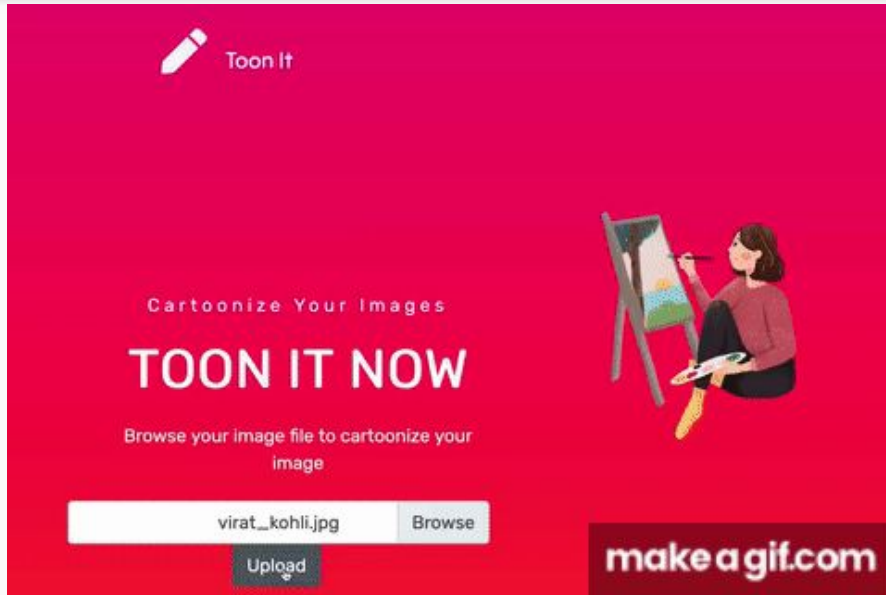 Toon It
Cartoonize Your Images
TOON IT NOW
Browse your image file to cartoonize your
image
virat_kohli.jpg Browse
Upload
makeagif.com